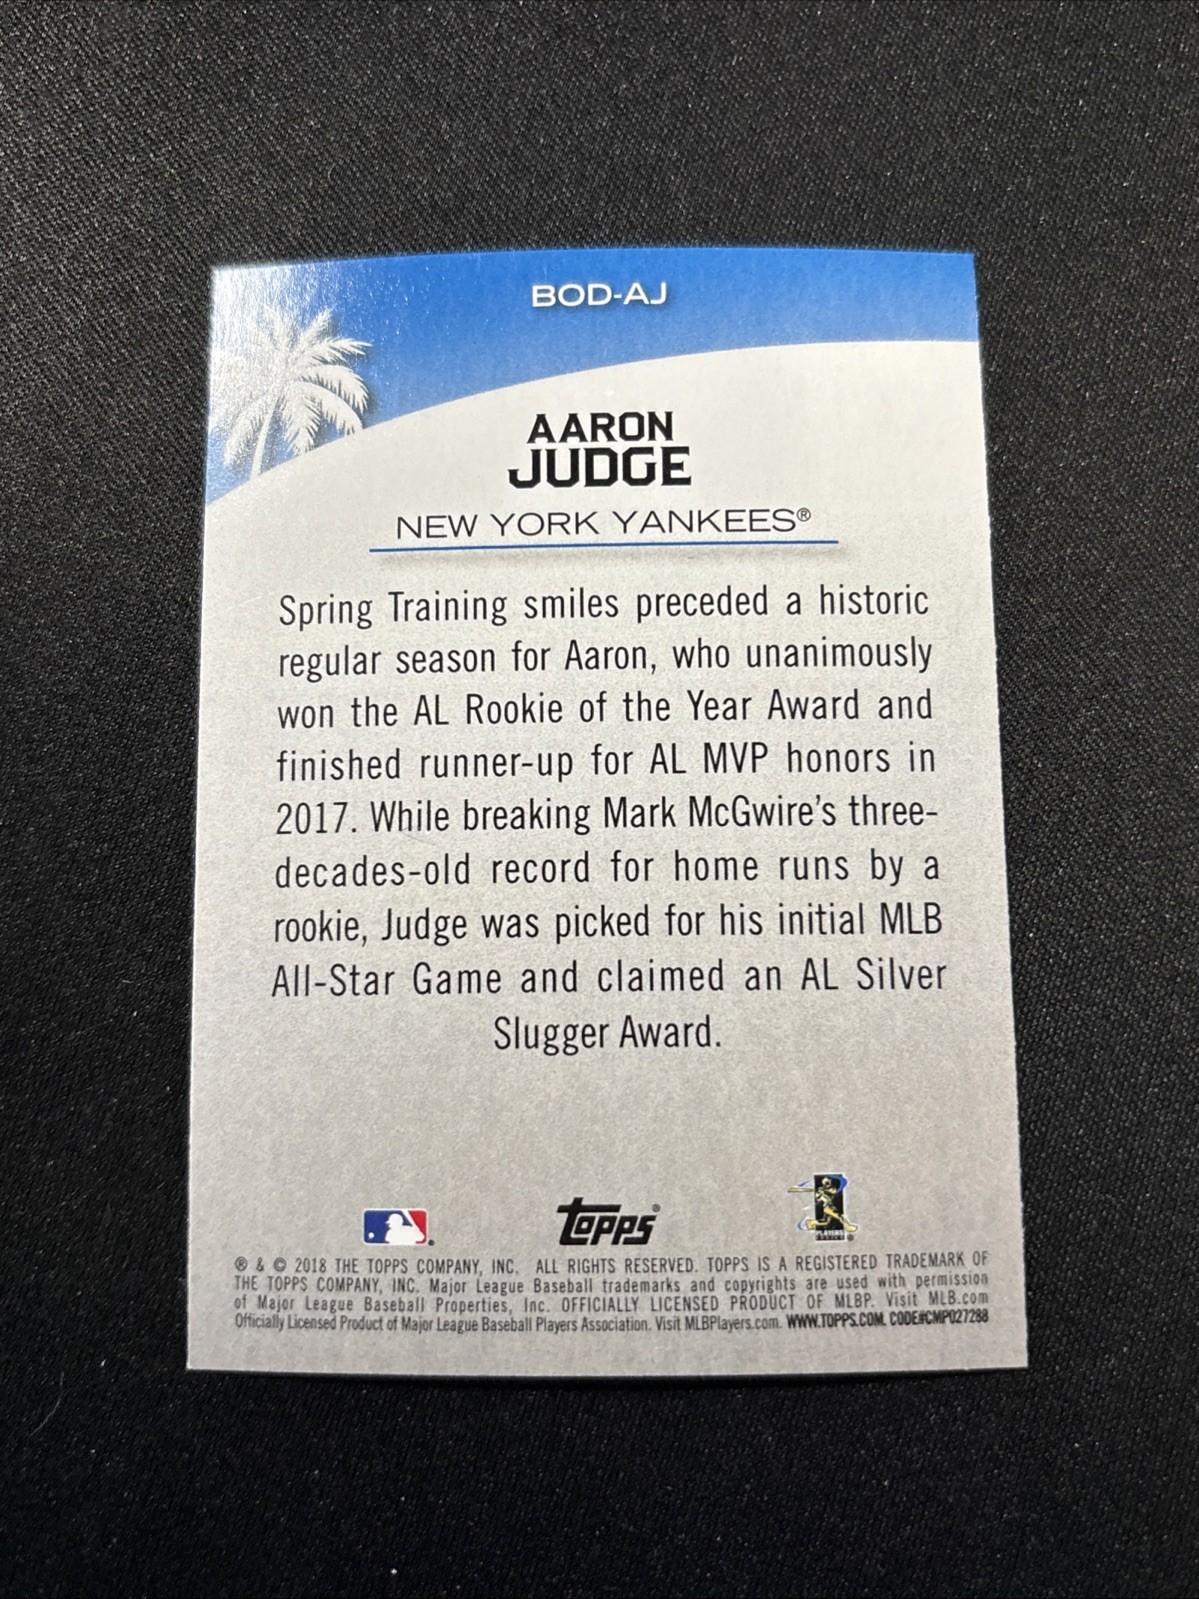 BOD-AJ
AARON
JUDGE
NEW YORK YANKEES®
Spring Training smiles preceded a historic
regular season for Aaron, who unanimously
won the AL Rookie of the Year Award and
finished runner-up for AL MVP honors in
2017. While breaking Mark McGwire's three-
decades-old record for home runs by a
rookie, Judge was picked for his initial MLB
All-Star Game and claimed an AL Silver
Slugger Award.
topps®
PLAYERS
® & © 2018 THE TOPPS COMPANY, INC. ALL RIGHTS RESERVED. TOPPS IS A REGISTERED TRADEMARK OF
THE TOPPS COMPANY, INC. Major League Baseball trademarks and copyrights are used with permission
of Major League Baseball Properties, Inc. OFFICIALLY LICENSED PRODUCT OF MLBP. Visit MLB.com
Officially Licensed Product of Major League Baseball Players Association. Visit MLBPlayers.com. WWW.TOPPS.COM. CODE#CMP027288